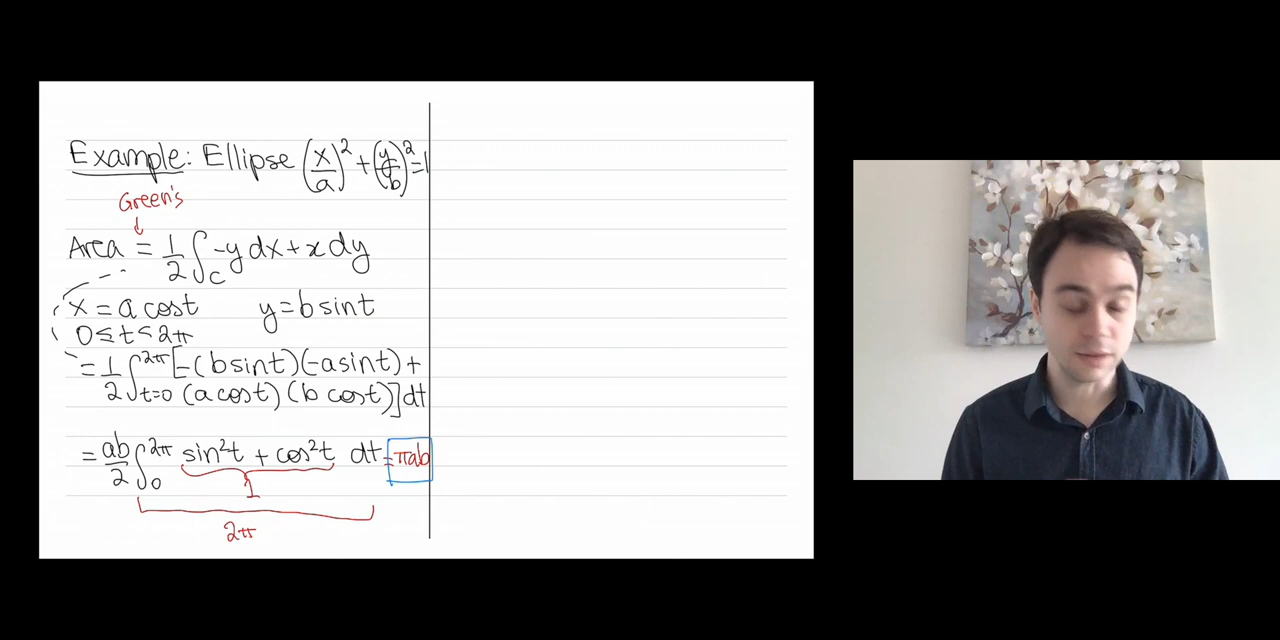 Example: Ellipse (x/a)² + (y/b)² = 1
Green's
↓
Area = 1/2 ∫_C -y dx + x dy
x = a cost y = b sint
0 ≤ t ≤ 2π
= 1/2 ∫_{t=0}^{2π} [-(b sint)(-a sint) +
(a cost)(b cost)] dt
= ab/2 ∫_0^{2π} sin²t + cos²t dt = πab
1
2π